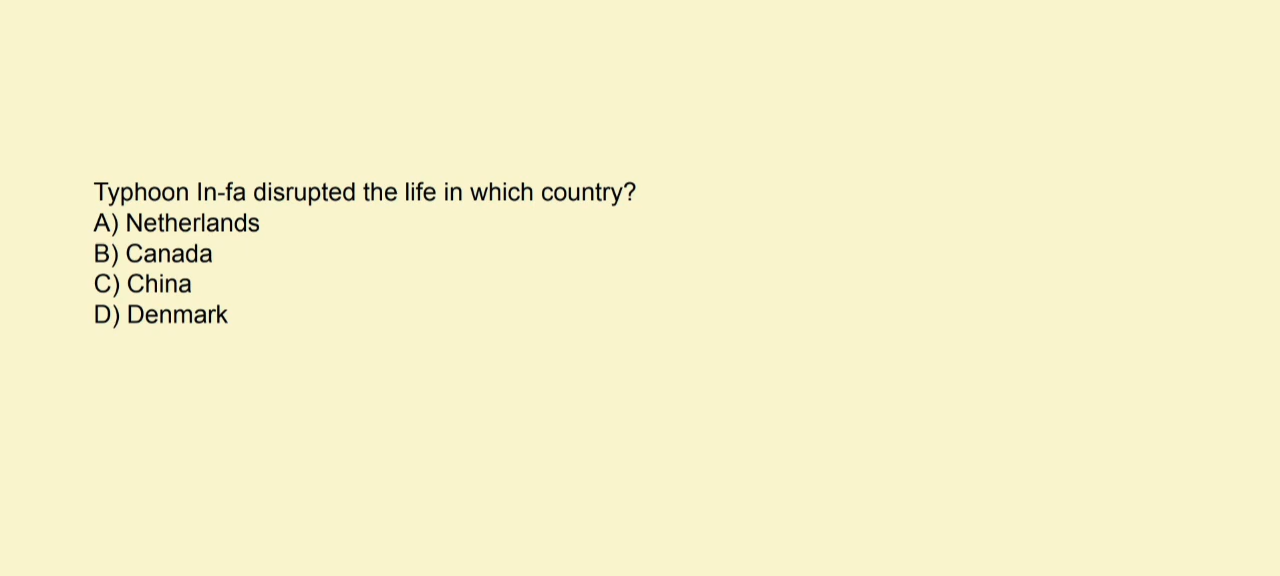 Typhoon In-fa disrupted the life in which country?
A) Netherlands
B) Canada
C) China
D) Denmark